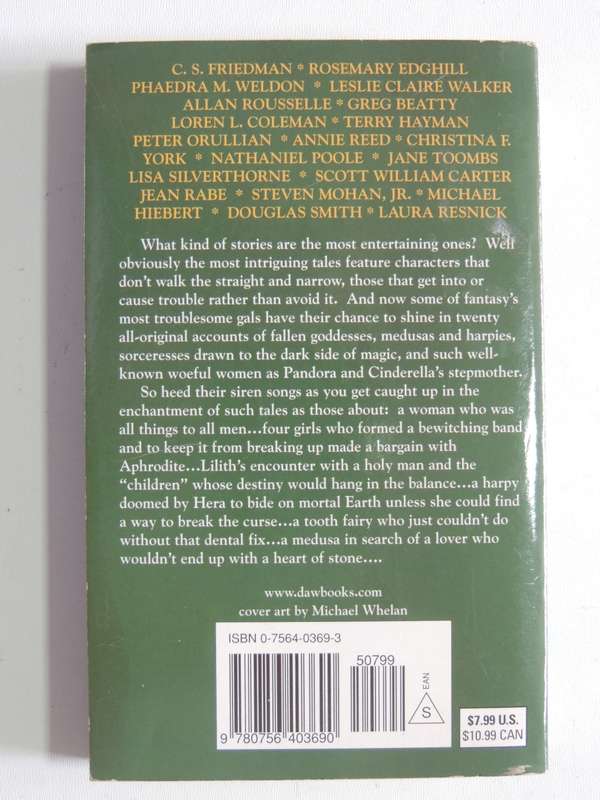 C. S. FRIEDMAN * ROSEMARY EDGHILL
PHAEDRA M. WELDON * LESLIE CLAIRE WALKER
ALLAN ROUSSELLE * GREG BEATTY
LOREN L. COLEMAN * TERRY HAYMAN
PETER ORULLIAN * ANNIE REED * CHRISTINA F.
YORK * NATHANIEL POOLE * JANE TOOMBS
LISA SILVERTHORNE * SCOTT WILLIAM CARTER
JEAN RABE * STEVEN MOHAN, JR. * MICHAEL
HIEBERT * DOUGLAS SMITH * LAURA RESNICK
What kind of stories are the most entertaining ones? Well
obviously the most intriguing tales feature characters that
don't walk the straight and narrow, those that get into or
cause trouble rather than avoid it. And now some of fantasy's
most troublesome gals have their chance to shine in twenty
all-original accounts of fallen goddesses, medusas and harpies,
sorceresses drawn to the dark side of magic, and such well-
known woeful women as Pandora and Cinderella's stepmother.
So heed their siren songs as you get caught up in the
enchantment of such tales as those about: a woman who was
all things to all men...four girls who formed a bewitching band
and to keep it from breaking up made a bargain with
Aphrodite...Lilith's encounter with a holy man and the
"children" whose destiny would hang in the balance...a harpy
doomed by Hera to bide on mortal Earth unless she could find
a way to break the curse...a tooth fairy who just couldn't do
without that dental fix...a medusa in search of a lover who
wouldn't end up with a heart of stone....
www.dawbooks.com
cover art by Michael Whelan
ISBN 0-7564-0369-3
50799
EAN
S
9 780756 403690
$7.99 U.S.
$10.99 CAN